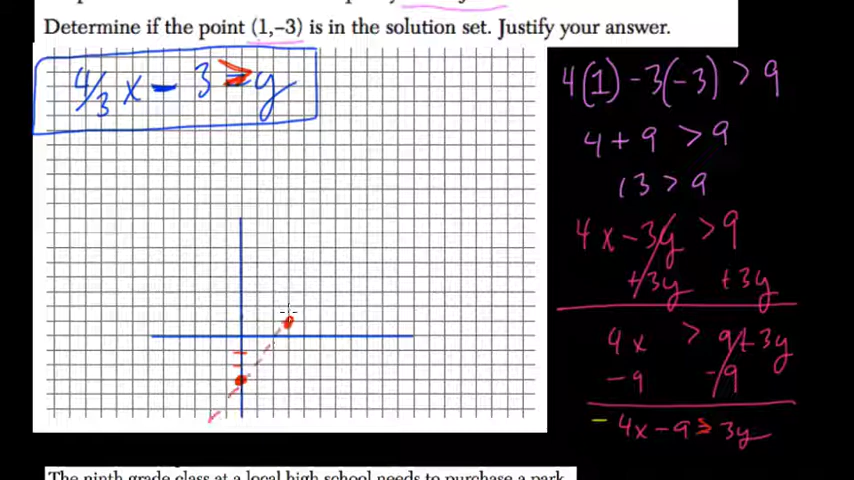 Determine if the point (1,−3) is in the solution set. Justify your answer.
4/3 x - 3 > y
4(1) -3(-3) > 9
4 + 9 > 9
13 > 9
4x -3y > 9
+3y +3y
4x > 9+3y
-9 -9
4x - 9 > 3y
The ninth grade class at a local high school needs to purchase a park